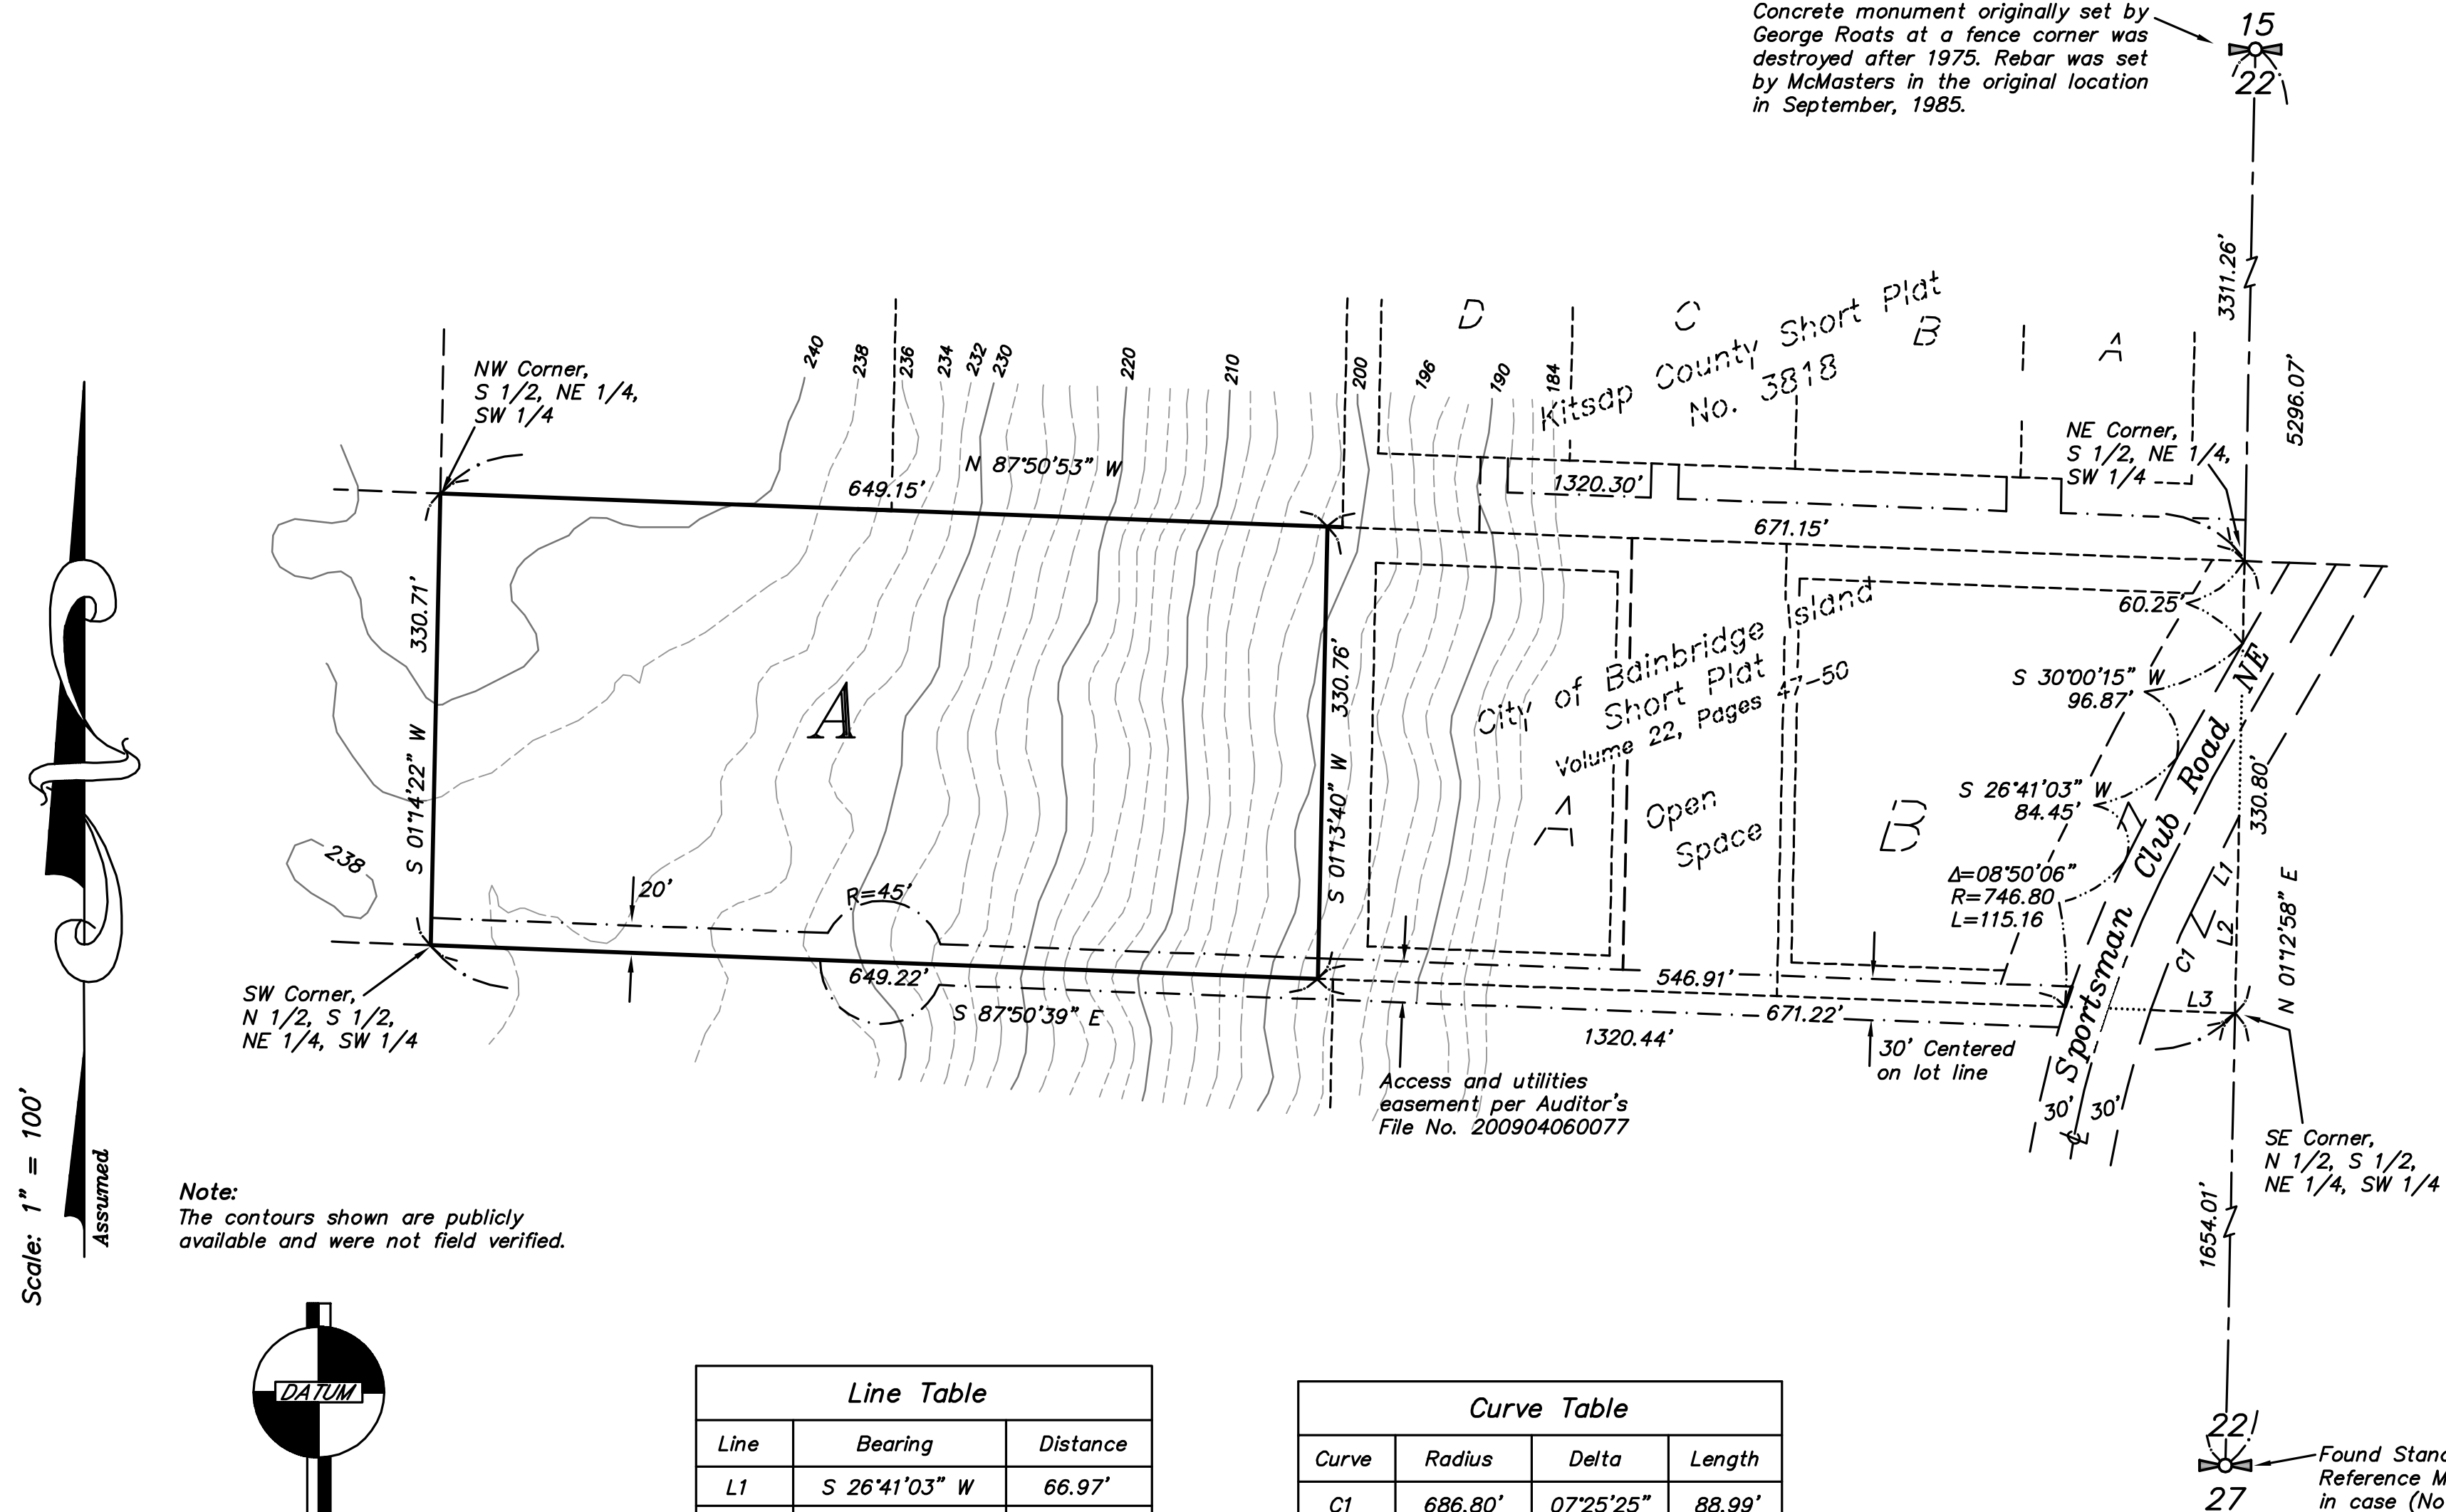 Concrete monument originally set by
George Roats at a fence corner was
destroyed after 1975. Rebar was set
by McMasters in the original location
in September, 1985.
15
22
3311.26'
5296.07'
D
C
B
A
Kitsap County Short Plat
No. 3818
NW Corner,
S 1/2, NE 1/4,
SW 1/4
240
238
236
234
232
230
220
210
200
196
190
184
NE Corner,
S 1/2, NE 1/4,
SW 1/4
N 87°50'53" W
649.15'
1320.30'
671.15'
330.71'
S 01°14'22" W
A
330.76'
S 01°13'40" W
City of Bainbridge Island
Short Plat
Volume 22, Pages 47-50
A
Open
Space
B
60.25'
S 30°00'15" W
96.87'
S 26°41'03" W
84.45'
Δ=08°50'06"
R=746.80
L=115.16
Sportsman Club Road NE
330.80'
N 01°12'58" E
L1
L2
C1
L3
238
20'
R=45'
649.22'
S 87°50'39" E
546.91'
671.22'
1320.44'
SW Corner,
N 1/2, S 1/2,
NE 1/4, SW 1/4
30' Centered
on lot line
Access and utilities
easement per Auditor's
File No. 200904060077
30' 30'
SE Corner,
N 1/2, S 1/2,
NE 1/4, SW 1/4
1654.01'
Scale: 1" = 100'
Assumed
Note:
The contours shown are publicly
available and were not field verified.
DATUM
Line Table
Line Bearing Distance
L1 S 26°41'03" W 66.97'
Curve Table
Curve Radius Delta Length
C1 686.80' 07°25'25" 88.99'
22
27
Found Stand
Reference M
in case (No